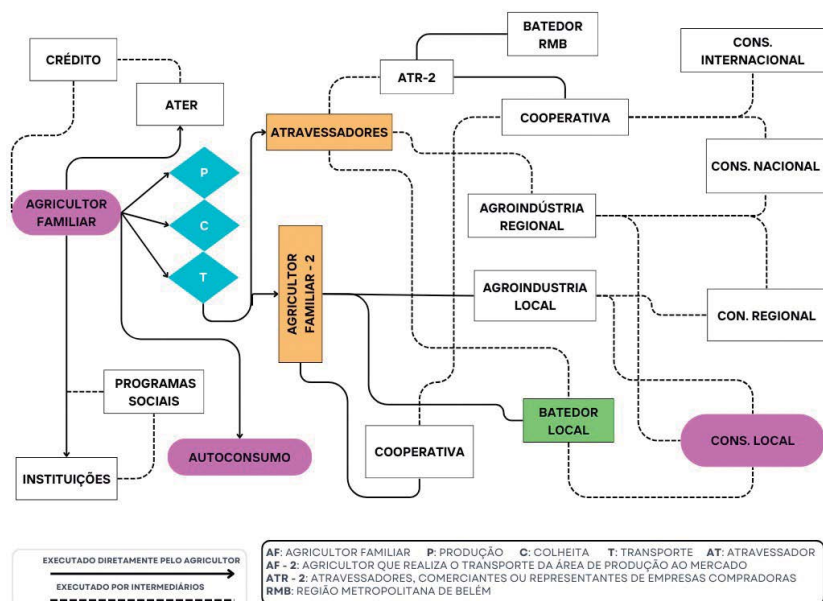 BATEDOR
RMB
CRÉDITO
ATR-2
CONS.
INTERNACIONAL
ATER
ATRAVESSADORES
COOPERATIVA
P
CONS. NACIONAL
AGRICULTOR
FAMILIAR
C
AGROINDÚSTRIA
REGIONAL
T
AGRICULTOR
FAMILIAR - 2
AGROINDUSTRIA
LOCAL
CON. REGIONAL
PROGRAMAS
SOCIAIS
BATEDOR
LOCAL
CONS. LOCAL
COOPERATIVA
AUTOCONSUMO
INSTITUIÇÕES
EXECUTADO DIRETAMENTE PELO AGRICULTOR
EXECUTADO POR INTERMEDIÁRIOS
AF: AGRICULTOR FAMILIAR P: PRODUÇÃO C: COLHEITA T: TRANSPORTE AT: ATRAVESSADOR
AF - 2: AGRICULTOR QUE REALIZA O TRANSPORTE DA ÁREA DE PRODUÇÃO AO MERCADO
ATR - 2: ATRAVESSADORES, COMERCIANTES OU REPRESENTANTES DE EMPRESAS COMPRADORAS
RMB: REGIÃO METROPOLITANA DE BELÉM